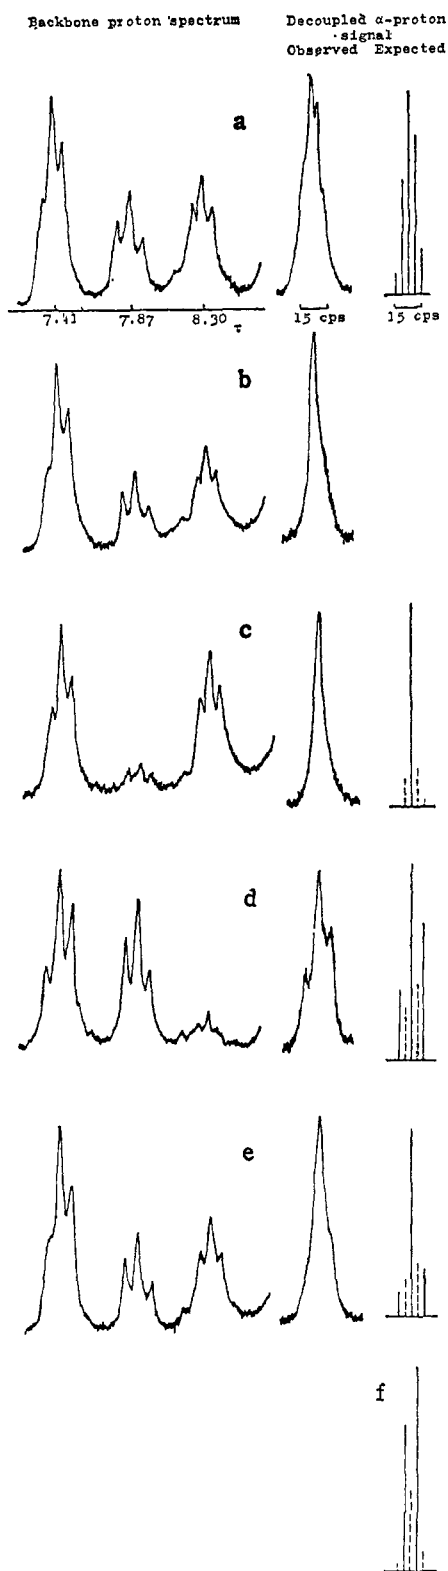 Backbone proton spectrum
Decoupled α-proton
signal
Observed Expected
a
7.41 7.87 8.30
τ
15 cps 15 cps
b
c
d
e
f